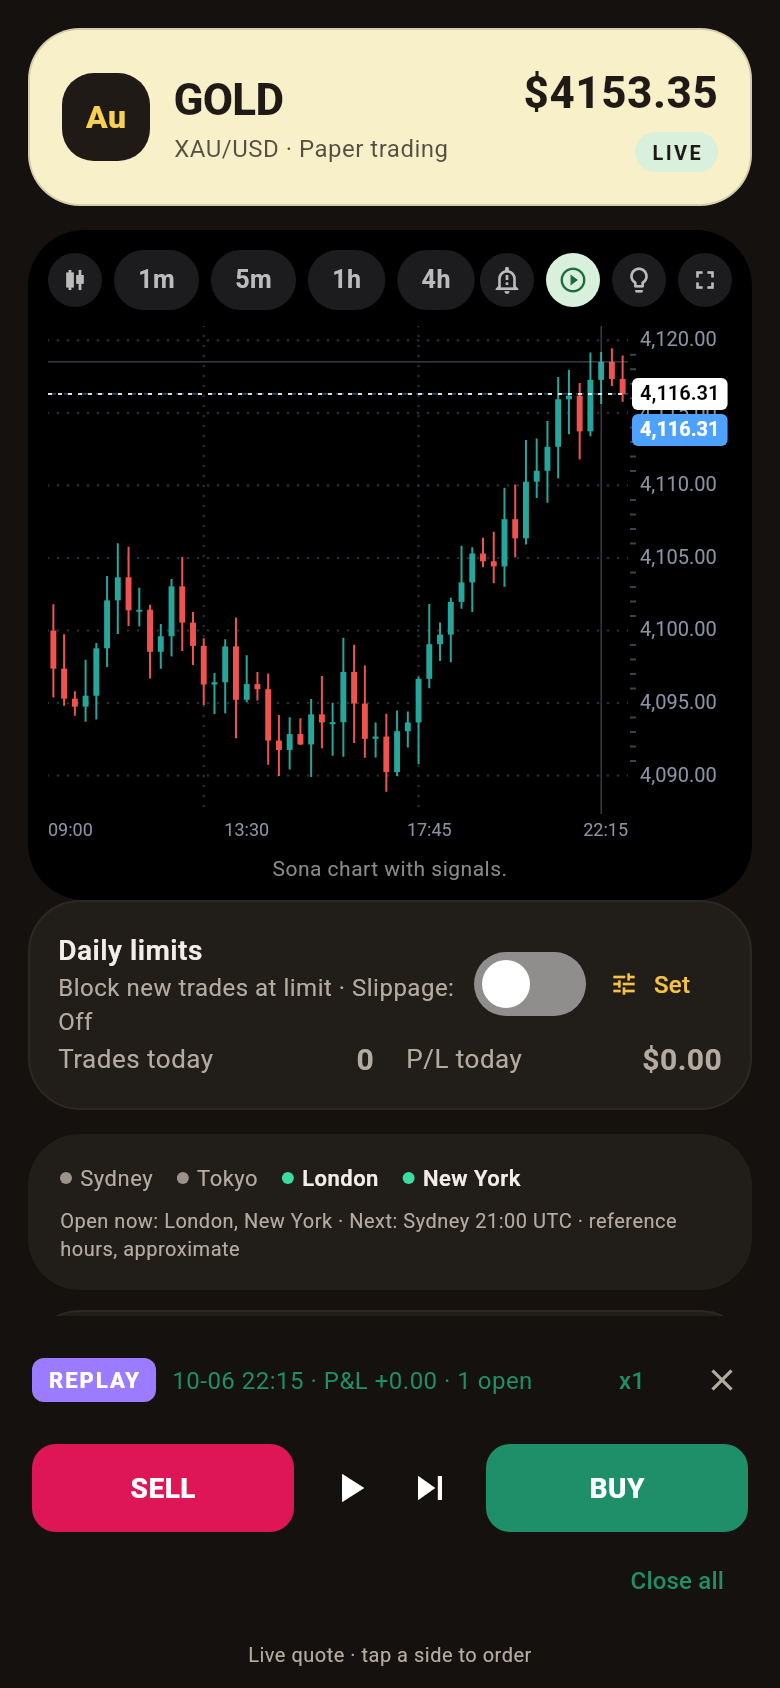 Au
GOLD
$4153.35
XAU/USD · Paper trading
LIVE
1m 5m 1h 4h
4,120.00
4,116.31
4,116.31
4,110.00
4,105.00
4,100.00
4,095.00
4,090.00
09:00 13:30 17:45 22:15
Sona chart with signals.
Daily limits
Block new trades at limit · Slippage:
Off
Set
Trades today 0 P/L today $0.00
Sydney Tokyo London New York
Open now: London, New York · Next: Sydney 21:00 UTC · reference
hours, approximate
REPLAY 10-06 22:15 · P&L +0.00 · 1 open x1
SELL BUY
Close all
Live quote · tap a side to order